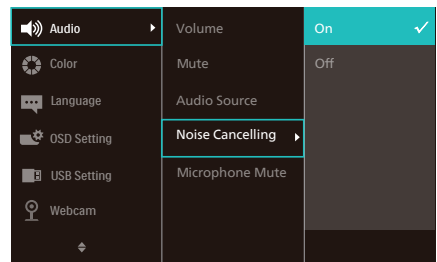 Audio
Color
Language
OSD Setting
USB Setting
Webcam
Volume
Mute
Audio Source
Noise Cancelling
Microphone Mute
On
Off